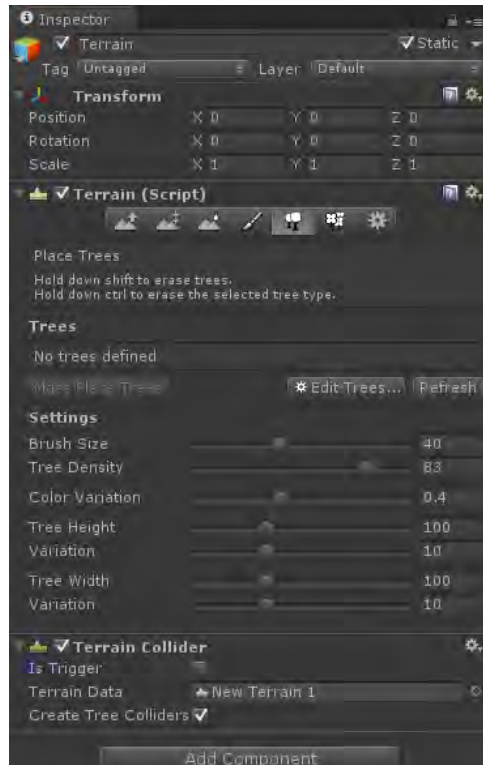 Inspector
Terrain Static
Tag Untagged Layer Default
Transform
Position X 0 Y 0 Z 0
Rotation X 0 Y 0 Z 0
Scale X 1 Y 1 Z 1
Terrain (Script)
Place Trees
Hold down shift to erase trees.
Hold down ctrl to erase the selected tree type.
Trees
No trees defined
Mass Place Trees Edit Trees... Refresh
Settings
Brush Size 40
Tree Density 83
Color Variation 0.4
Tree Height 100
Variation 10
Tree Width 100
Variation 10
Terrain Collider
Is Trigger
Terrain Data New Terrain 1
Create Tree Colliders
Add Component